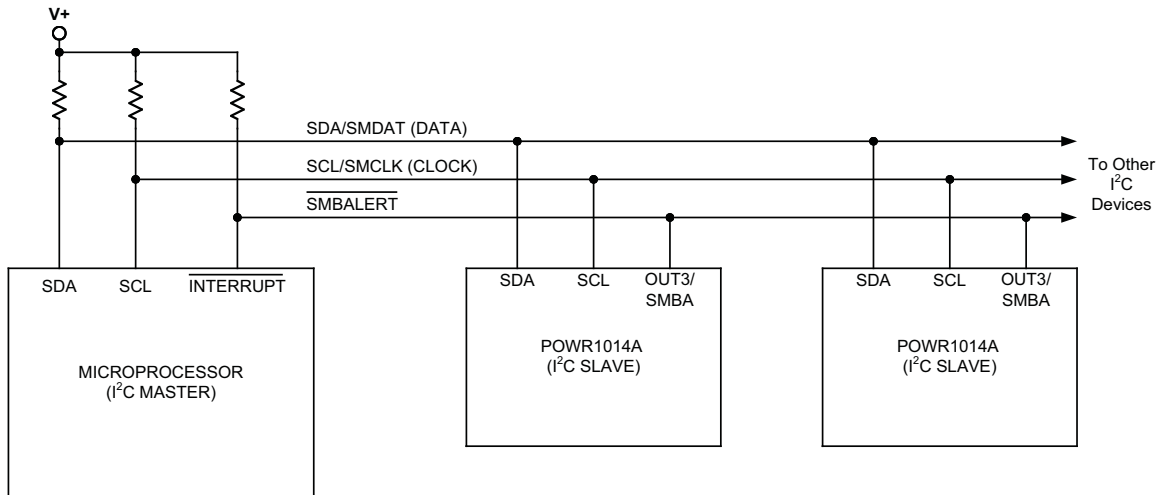 V+
SDA/SMDAT (DATA)
SCL/SMCLK (CLOCK)
SMBALERT
To Other
I²C
Devices
SDA SCL INTERRUPT
MICROPROCESSOR
(I²C MASTER)
SDA SCL OUT3/
SMBA
POWR1014A
(I²C SLAVE)
SDA SCL OUT3/
SMBA
POWR1014A
(I²C SLAVE)